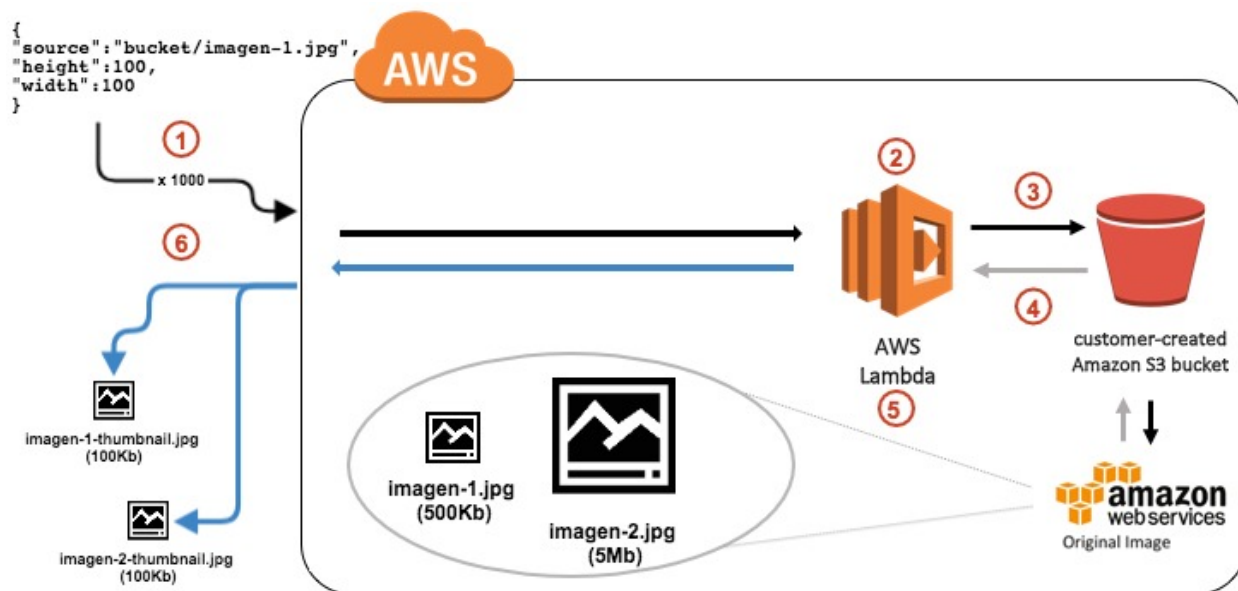 {
"source":"bucket/imagen-1.jpg",
"height":100,
"width":100
}
AWS
1
x 1000
2
3
6
4
AWS
Lambda
5
customer-created
Amazon S3 bucket
imagen-1-thumbnail.jpg
(100Kb)
imagen-1.jpg
(500Kb)
imagen-2.jpg
(5Mb)
amazon
webservices
Original Image
imagen-2-thumbnail.jpg
(100Kb)